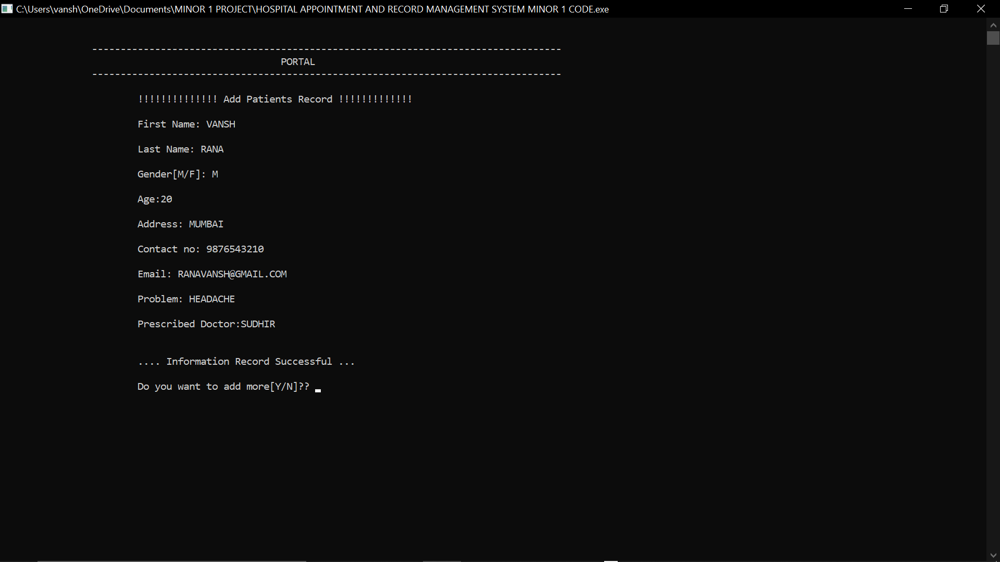 C:\Users\vansh\OneDrive\Documents\MINOR 1 PROJECT\HOSPITAL APPOINTMENT AND RECORD MANAGEMENT SYSTEM MINOR 1 CODE.exe
----------------------------------------------------------------------------------
PORTAL
----------------------------------------------------------------------------------
!!!!!!!!!!!!!! Add Patients Record !!!!!!!!!!!!!
First Name: VANSH
Last Name: RANA
Gender[M/F]: M
Age:20
Address: MUMBAI
Contact no: 9876543210
Email: RANAVANSH@GMAIL.COM
Problem: HEADACHE
Prescribed Doctor:SUDHIR
.... Information Record Successful ...
Do you want to add more[Y/N]??